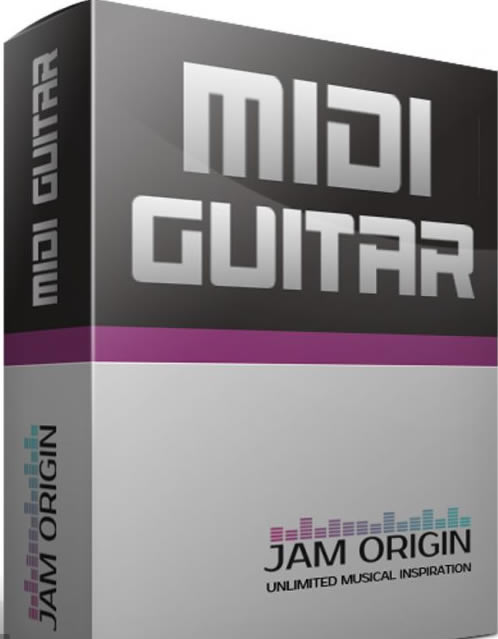 MIDI
GUITAR
JAM ORIGIN
UNLIMITED MUSICAL INSPIRATION
MIDI GUITAR
JAM ORIGIN